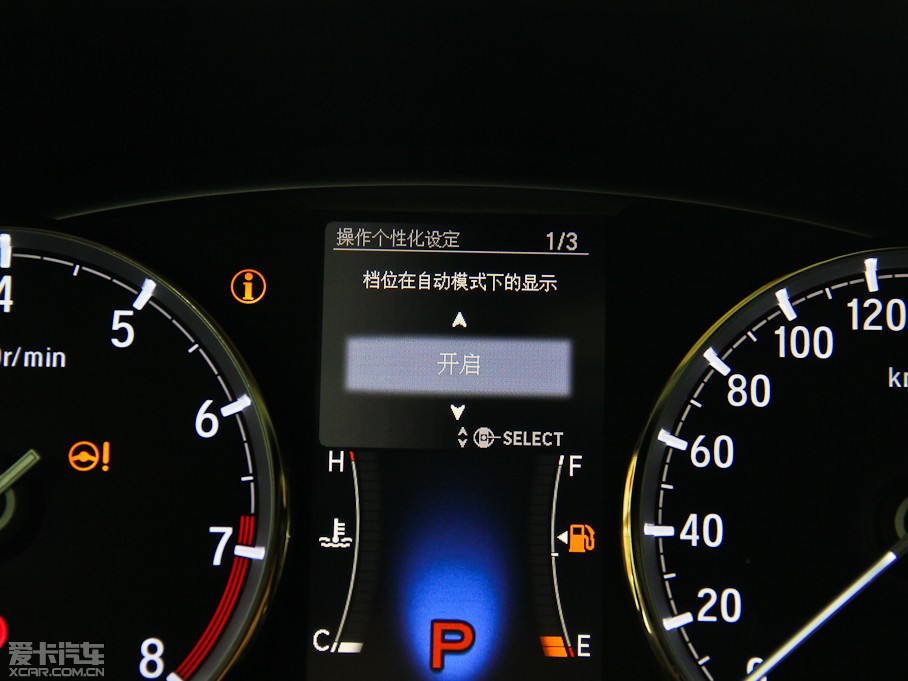 操作个性化设定 1/3
档位在自动模式下的显示
开启
SELECT
4
5
6
7
8
r/min
!
H
C
F
E
P
120
100
80
60
40
20
0
km
爱卡汽车
XCAR.COM.CN